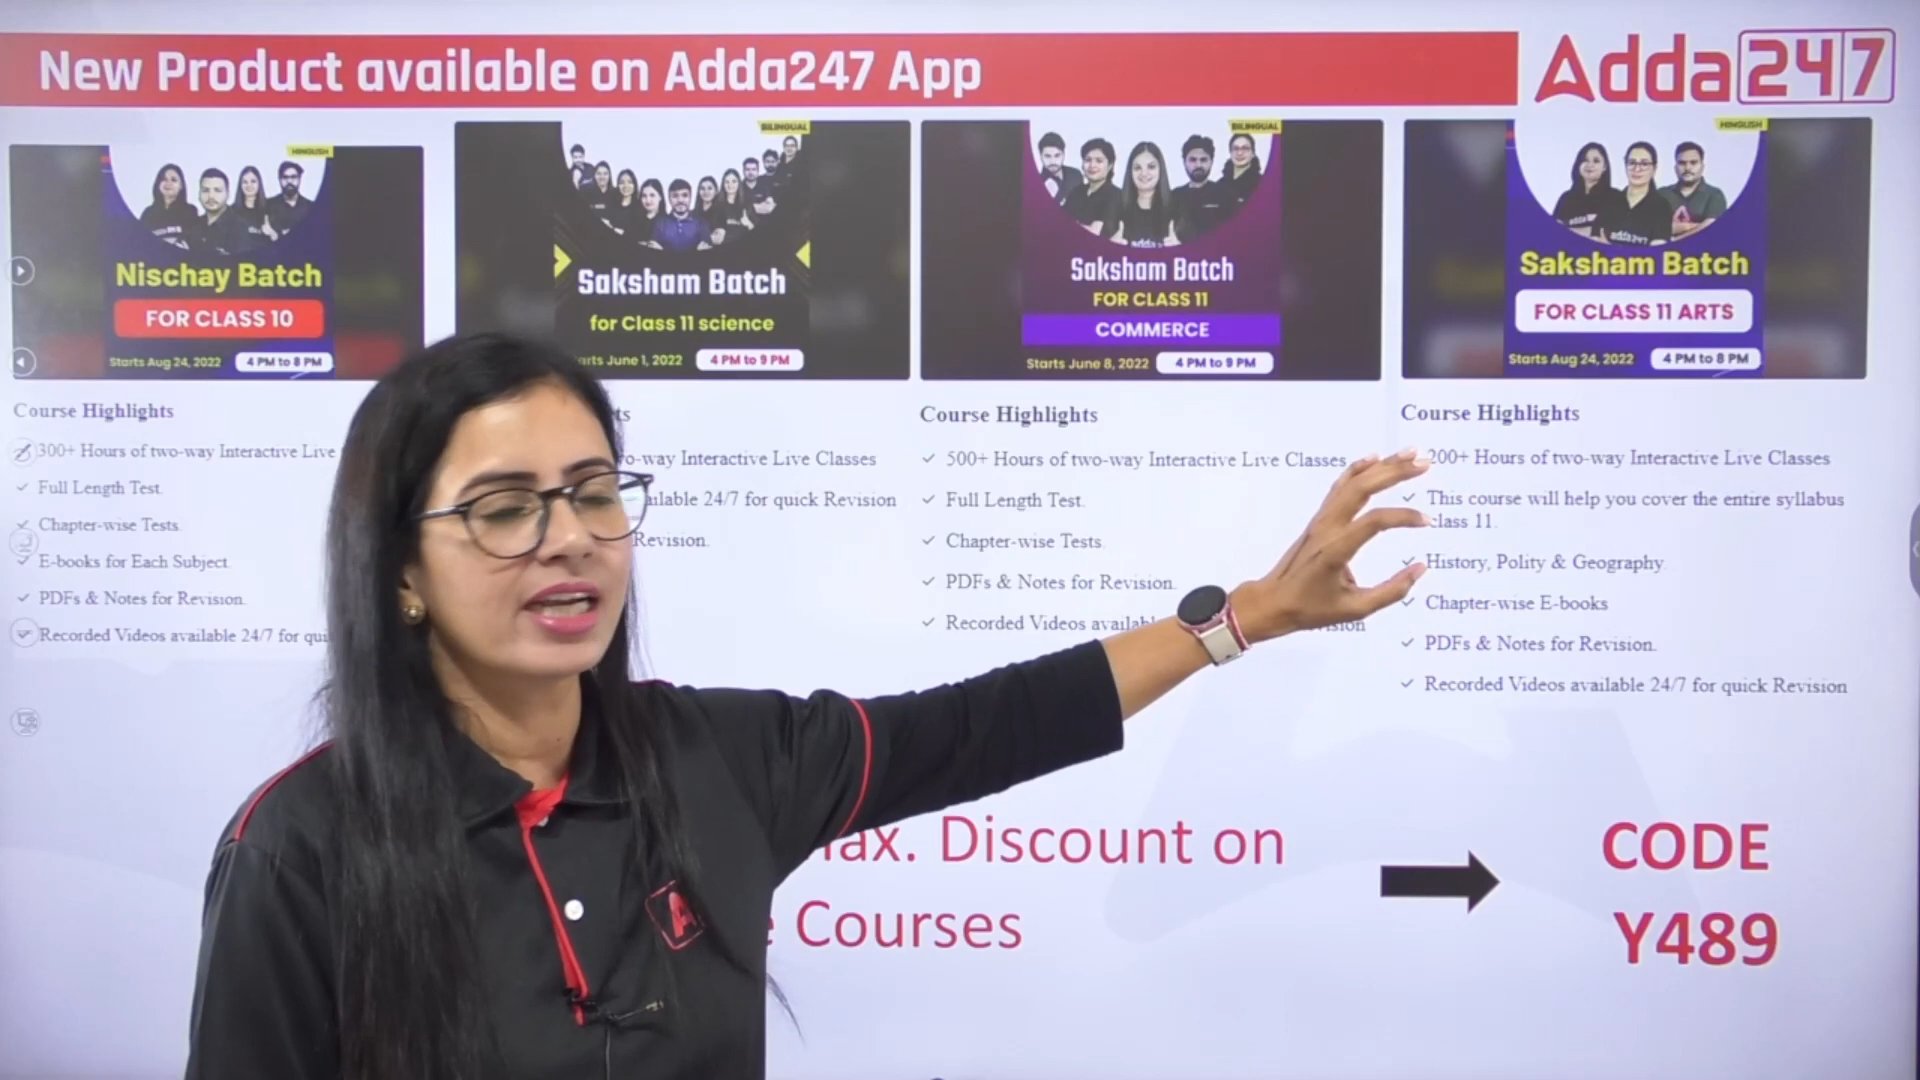 New Product available on Adda247 App
Adda247
HINGLISH
Nischay Batch
FOR CLASS 10
Starts Aug 24, 2022
4 PM to 8 PM
Course Highlights
300+ Hours of two-way Interactive Live
Full Length Test.
Chapter-wise Tests
E-books for Each Subject.
PDFs & Notes for Revision.
Recorded Videos available 24/7 for
BILINGUAL
Saksham Batch
for Class 11 science
June 1, 2022
4 PM to 9 PM
Interactive Live Classes
24/7 for quick Revision
Revision.
BILINGUAL
Saksham Batch
FOR CLASS 11
COMMERCE
Starts June 8, 2022
4 PM to 9 PM
Course Highlights
500+ Hours of two-way Interactive Live Classes
Full Length Test.
Chapter-wise Tests.
PDFs & Notes for Revision.
Recorded Videos
HINGLISH
Saksham Batch
FOR CLASS 11 ARTS
Starts Aug 24, 2022
4 PM to 8 PM
Course Highlights
200+ Hours of two-way Interactive Live Classes
This course will help you cover the entire syllabus
class 11.
History, Polity & Geography.
Chapter-wise E-books
PDFs & Notes for Revision.
Recorded Videos available 24/7 for quick Revision
Discount on
Courses
CODE
Y489